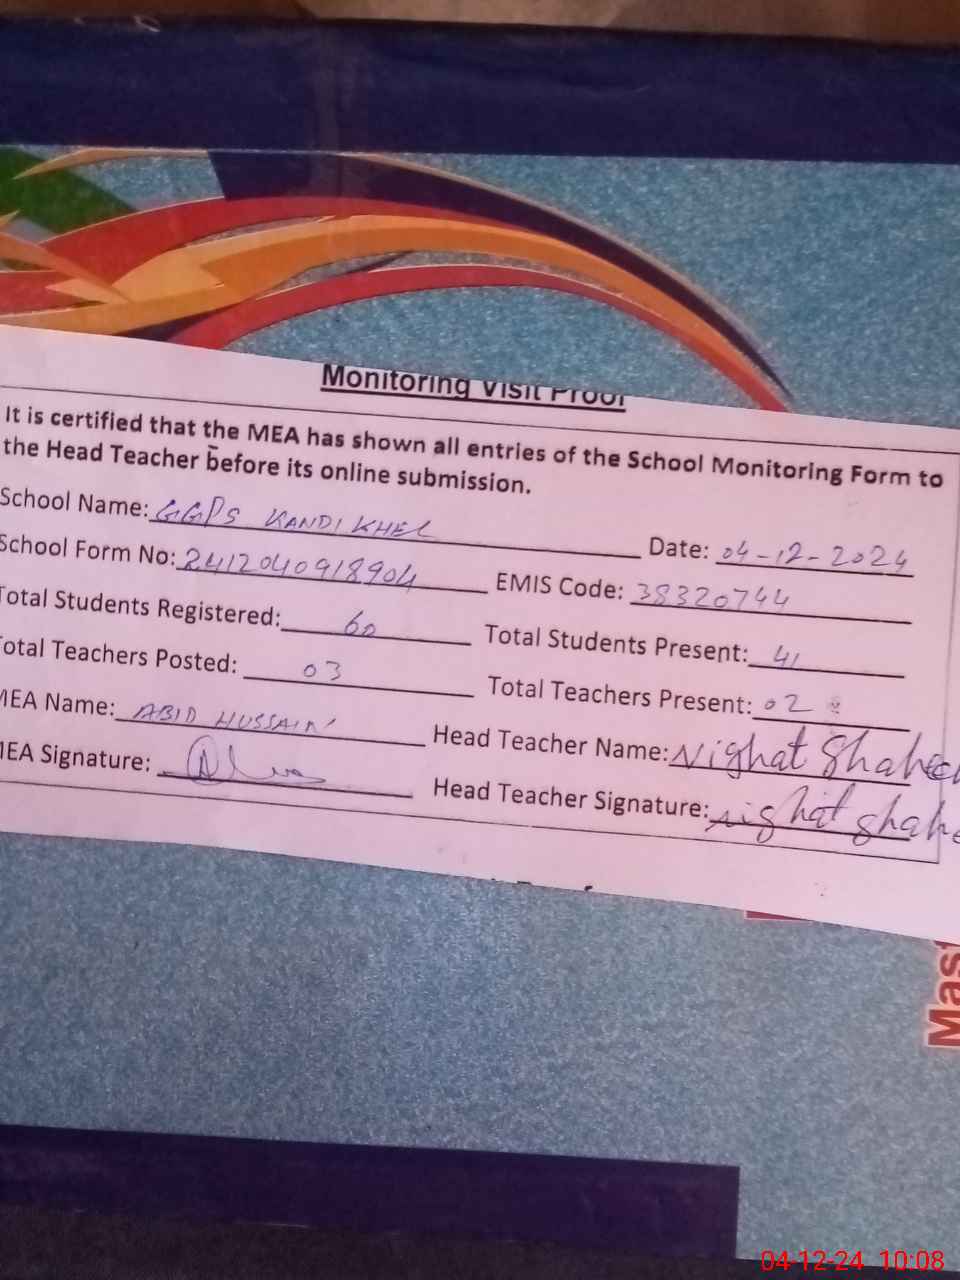 Monitoring Visit Proof
It is certified that the MEA has shown all entries of the School Monitoring Form to
the Head Teacher before its online submission.
School Name: GGPS KANDI KHEL Date: 04-12-2024
School Form No: 2412040918904 EMIS Code: 38320744
Total Students Registered: 60 Total Students Present: 41
Total Teachers Posted: 03 Total Teachers Present: 02
MEA Name: ABID HUSSAIN Head Teacher Name: Nighat Shaheen
MEA Signature: Head Teacher Signature: Nighat Shahe
Mas
04-12-24 10:08